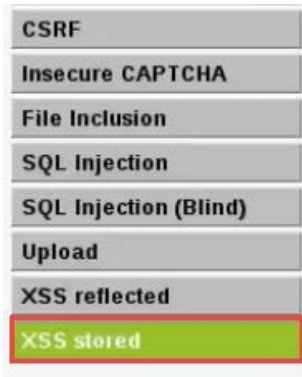 CSRF
Insecure CAPTCHA
File Inclusion
SQL Injection
SQL Injection (Blind)
Upload
XSS reflected
XSS stored